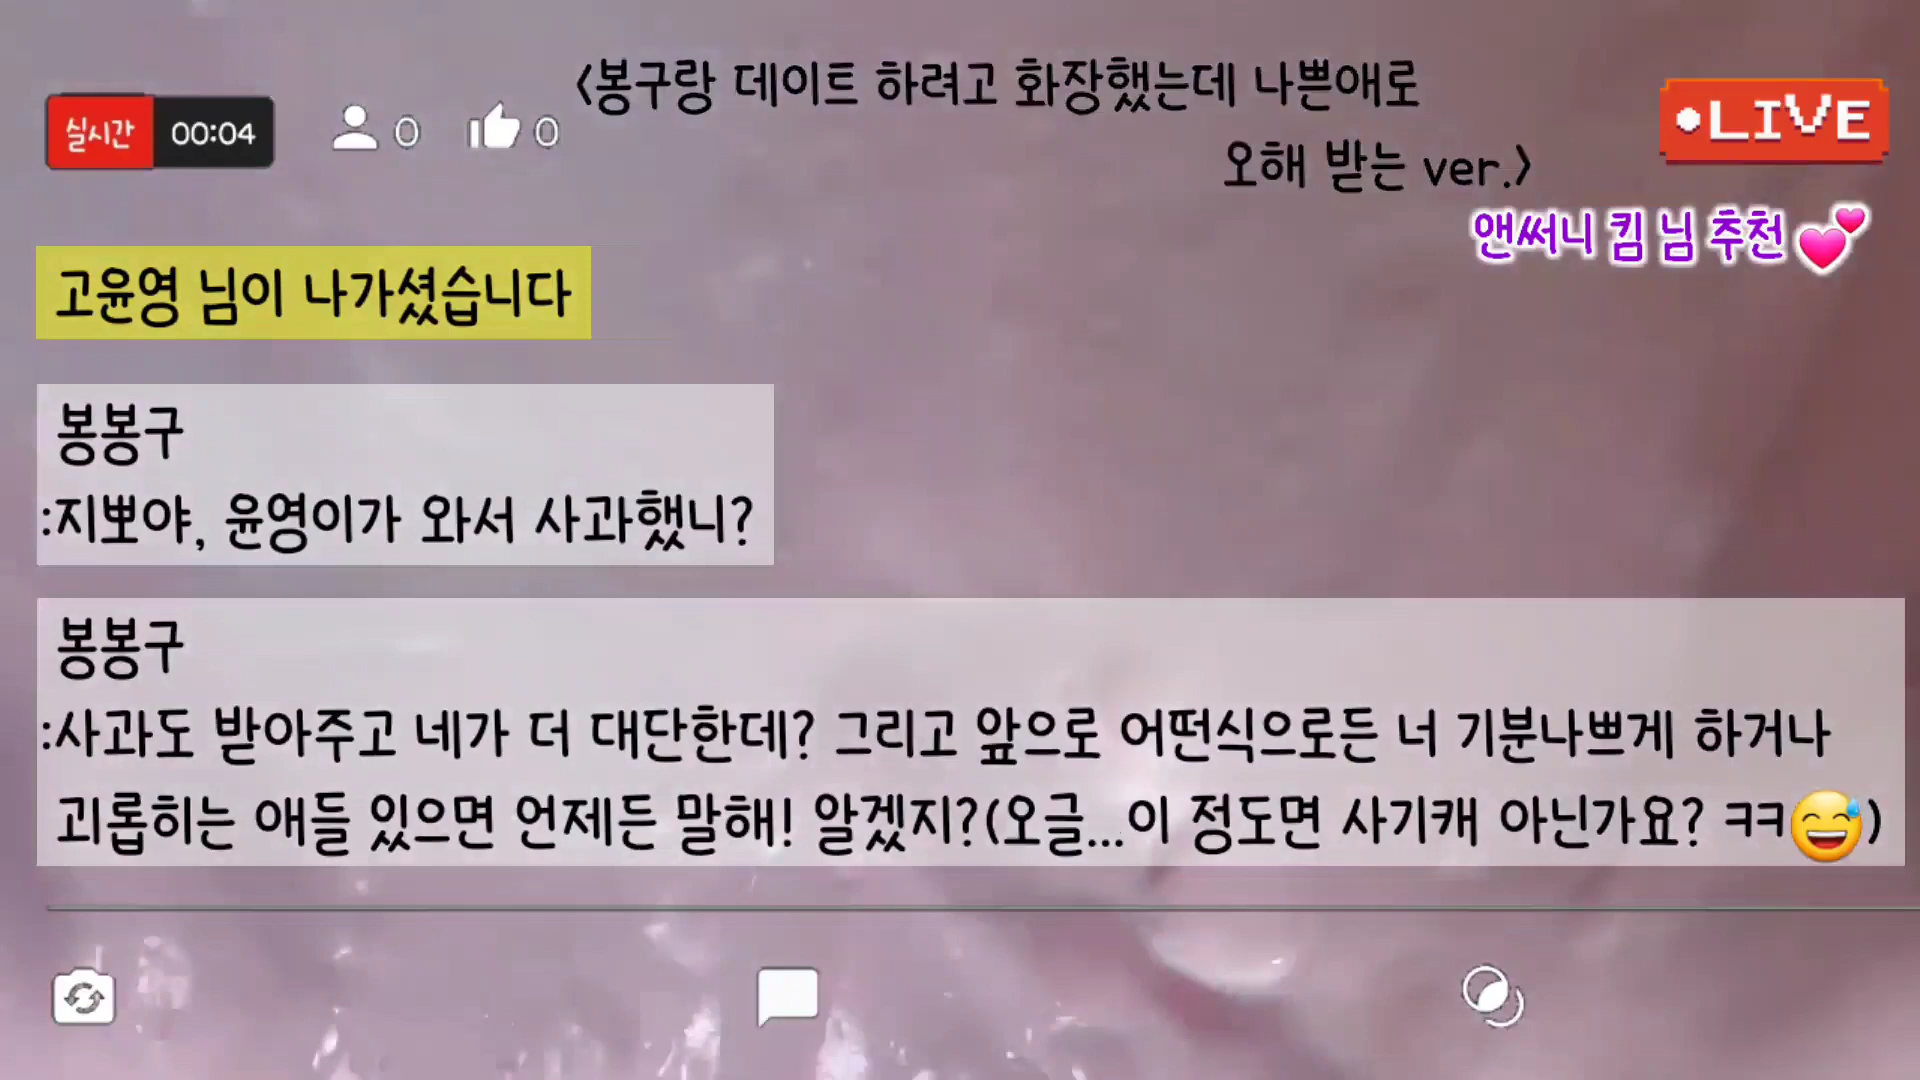 실시간 00:04 0 0
<봉구랑 데이트 하려고 화장했는데 나쁜애로
오해 받는 ver.>
LIVE
앤써니 킴 님 추천💕
고윤영 님이 나가셨습니다
봉봉구
:지뽀야, 윤영이가 와서 사과했니?
봉봉구
:사과도 받아주고 네가 더 대단한데? 그리고 앞으로 어떤식으로든 너 기분나쁘게 하거나
괴롭히는 애들 있으면 언제든 말해! 알겠지?(오글...이 정도면 사기캐 아닌가요? ㅋㅋ😅)